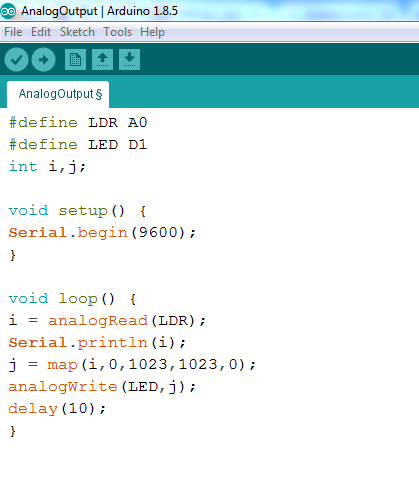 AnalogOutput | Arduino 1.8.5
File Edit Sketch Tools Help
AnalogOutput §
#define LDR A0
#define LED D1
int i,j;
void setup() {
Serial.begin(9600);
}
void loop() {
i = analogRead(LDR);
Serial.println(i);
j = map(i,0,1023,1023,0);
analogWrite(LED,j);
delay(10);
}